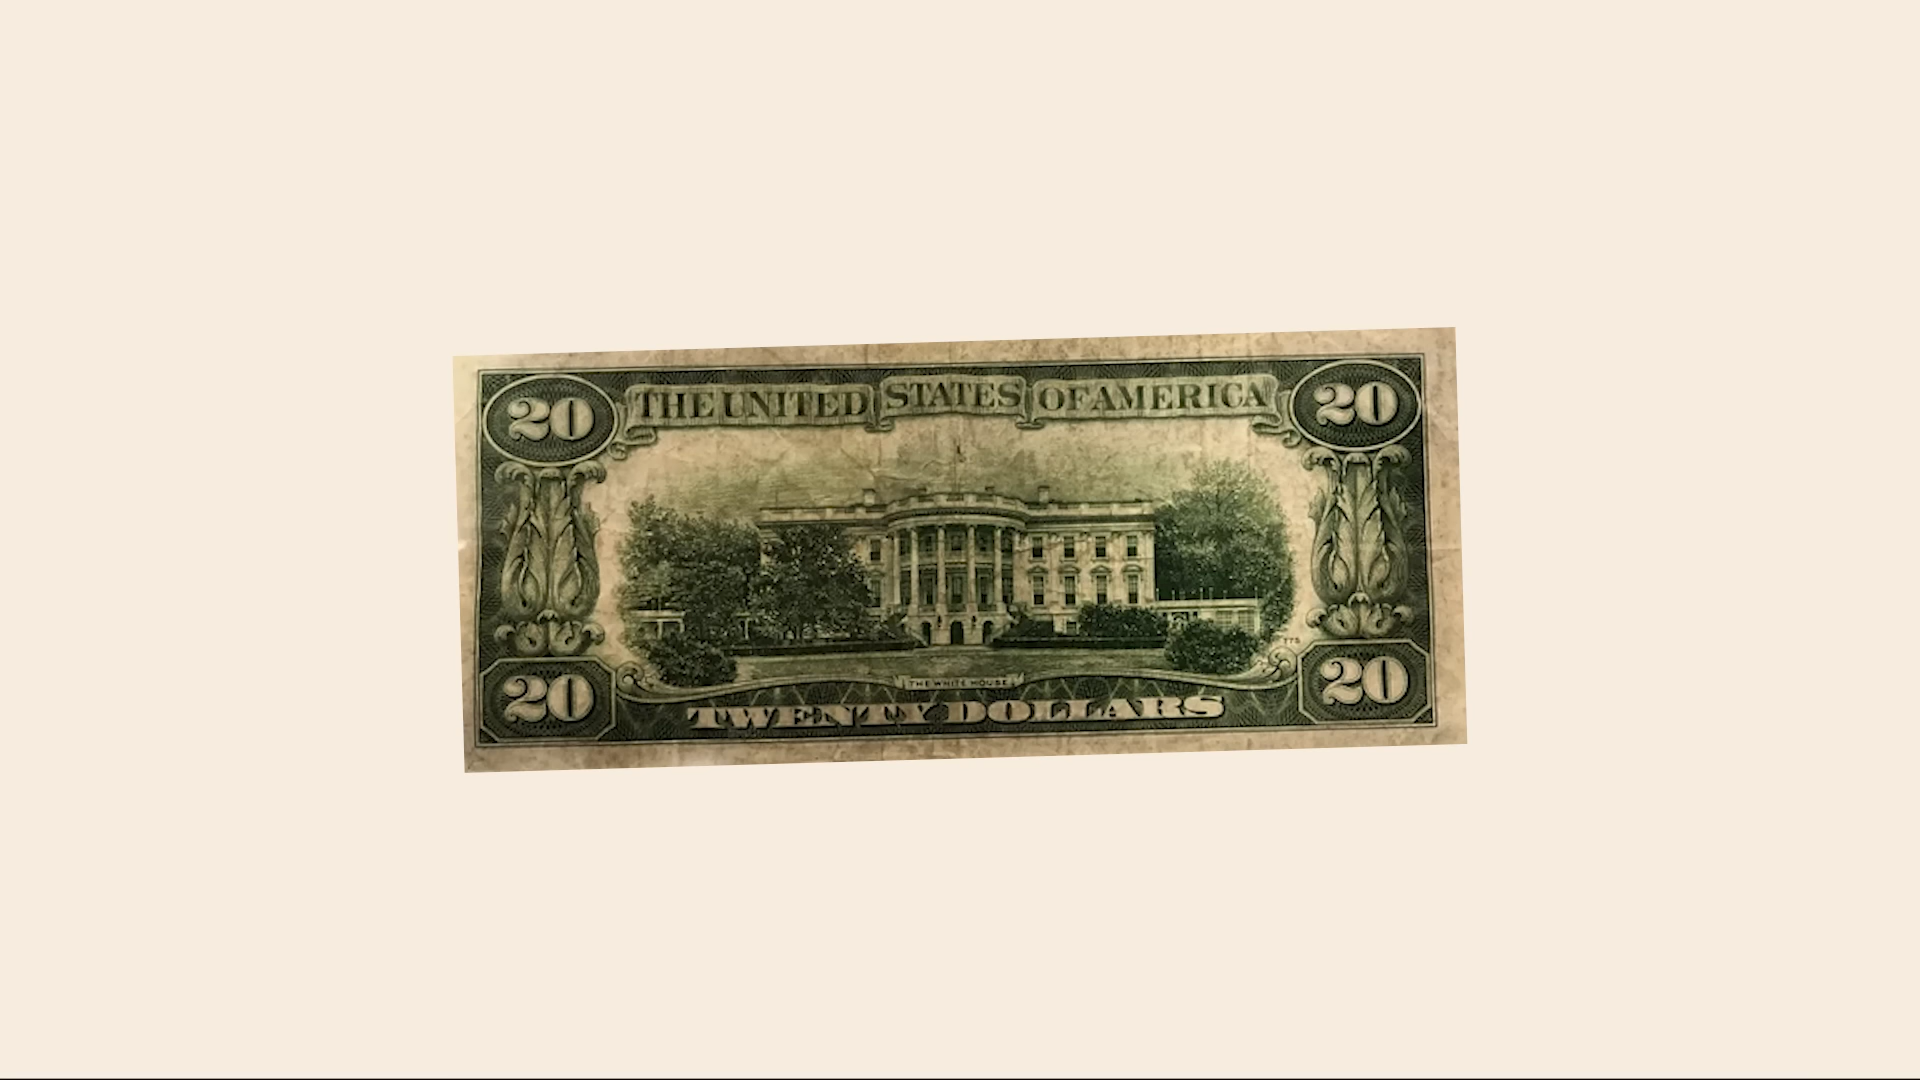 20 THE UNITED STATES OF AMERICA 20
THE WHITE HOUSE
20 TWENTY DOLLARS 20